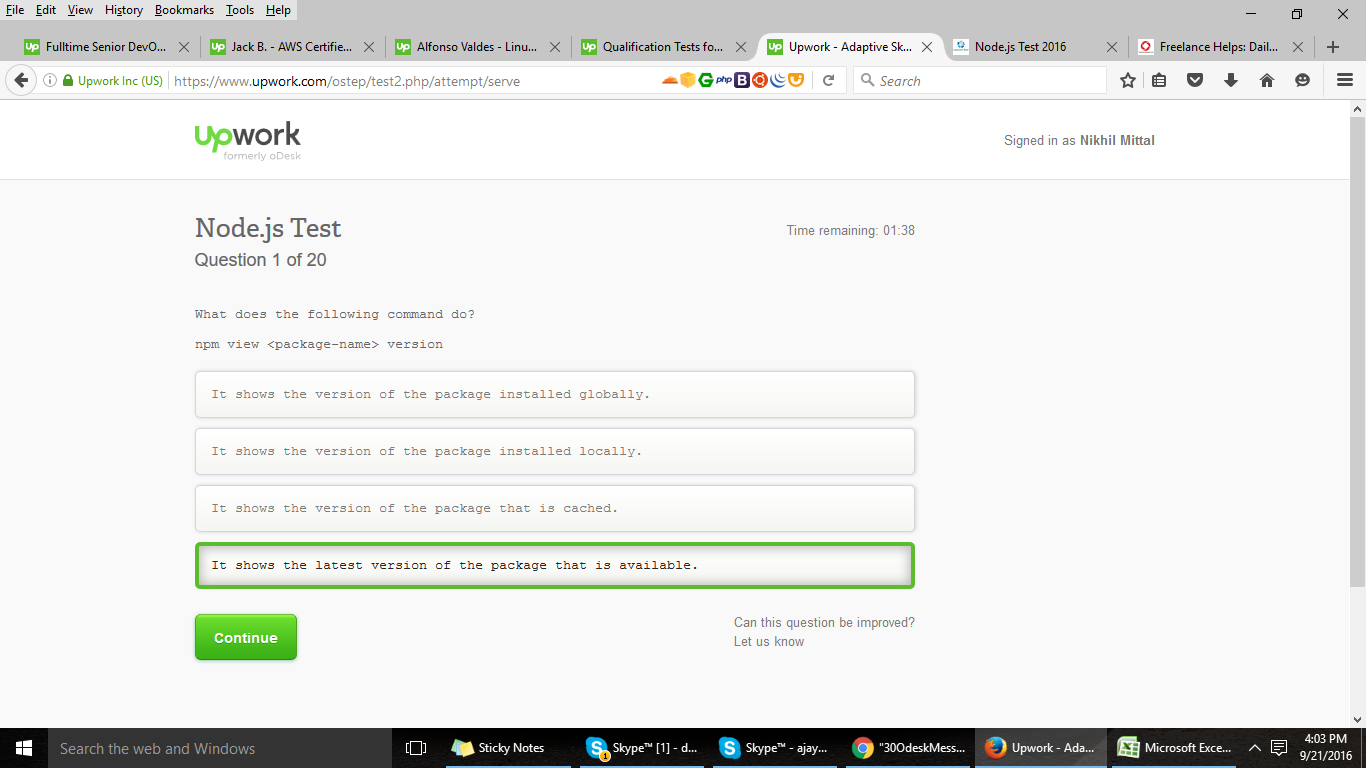 File Edit View History Bookmarks Tools Help
Fulltime Senior DevO...
Jack B. - AWS Certifie...
Alfonso Valdes - Linu...
Qualification Tests fo...
Upwork - Adaptive Sk...
Node.js Test 2016
Freelance Helps: Dail...
Upwork Inc (US) https://www.upwork.com/ostep/test2.php/attempt/serve
php B
Search
upwork
formerly oDesk
Signed in as Nikhil Mittal
Node.js Test
Time remaining: 01:38
Question 1 of 20
What does the following command do?
npm view <package-name> version
It shows the version of the package installed globally.
It shows the version of the package installed locally.
It shows the version of the package that is cached.
It shows the latest version of the package that is available.
Continue
Can this question be improved?
Let us know
Search the web and Windows
Sticky Notes
Skype™ [1] - d...
Skype™ - ajay...
"30OdeskMess...
Upwork - Ada...
Microsoft Exce...
4:03 PM
9/21/2016